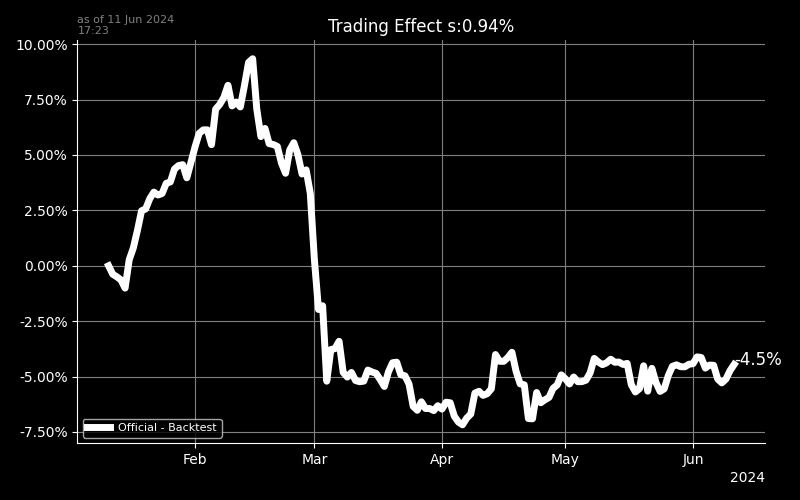 as of 11 Jun 2024
17:23
Trading Effect s:0.94%
10.00%
7.50%
5.00%
2.50%
0.00%
-2.50%
-5.00%
-7.50%
-4.5%
Official - Backtest
Feb
Mar
Apr
May
Jun
2024